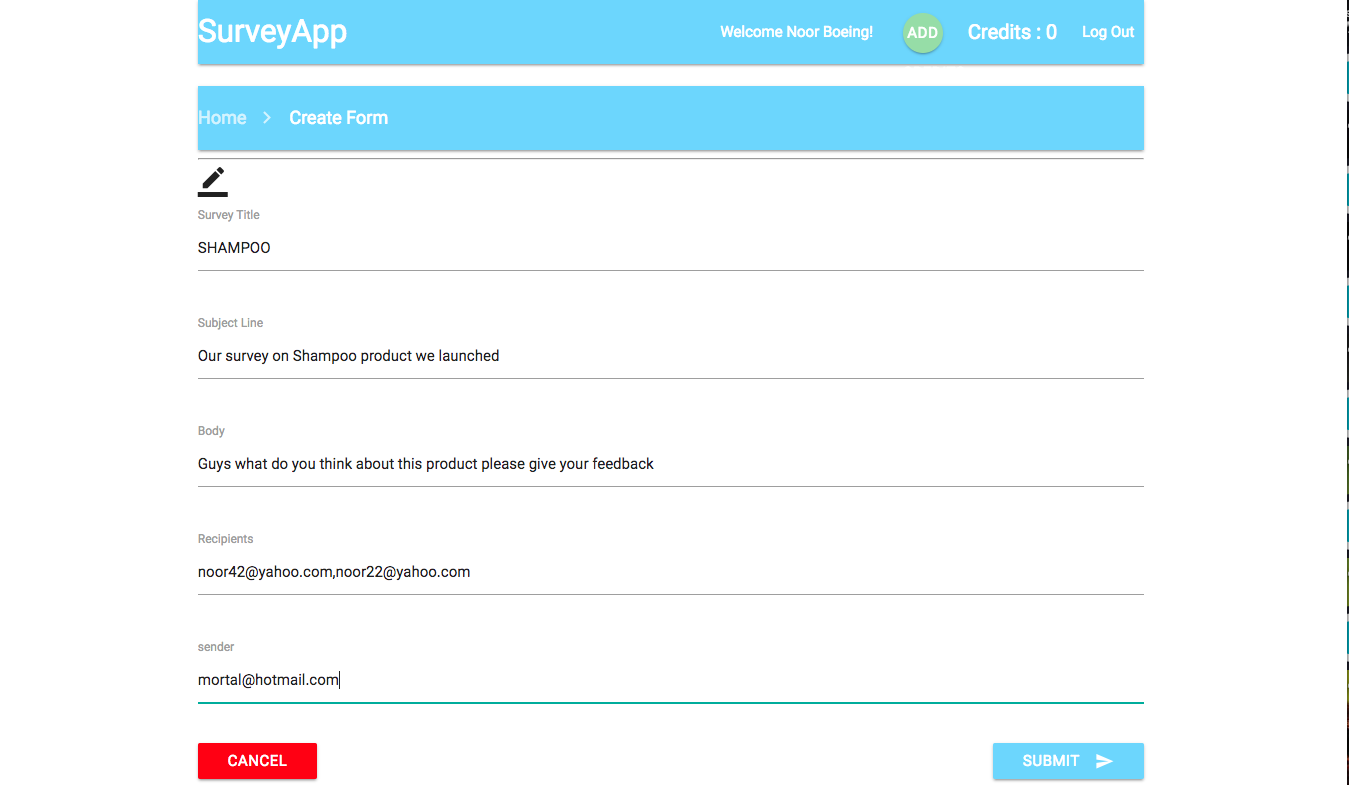 SurveyApp
Welcome Noor Boeing!
ADD
Credits : 0
Log Out
Home
Create Form
Survey Title
SHAMPOO
Subject Line
Our survey on Shampoo product we launched
Body
Guys what do you think about this product please give your feedback
Recipients
noor42@yahoo.com,noor22@yahoo.com
sender
mortal@hotmail.com
CANCEL
SUBMIT